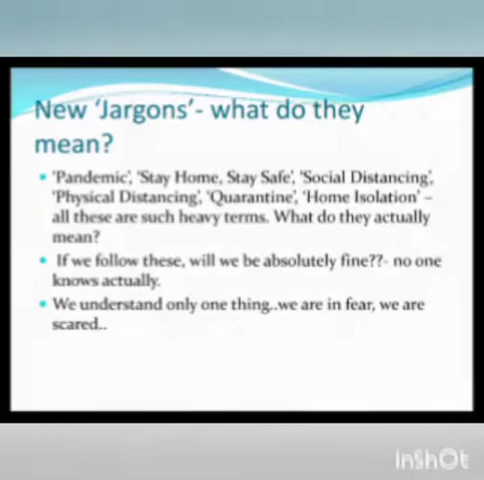 New ‘Jargons’- what do they
mean?
• ‘Pandemic’, ‘Stay Home, Stay Safe’, ‘Social Distancing’,
‘Physical Distancing’, ‘Quarantine’, ‘Home Isolation’ –
all these are such heavy terms. What do they actually
mean?
• If we follow these, will we be absolutely fine??- no one
knows actually.
• We understand only one thing..we are in fear, we are
scared..
InShOt